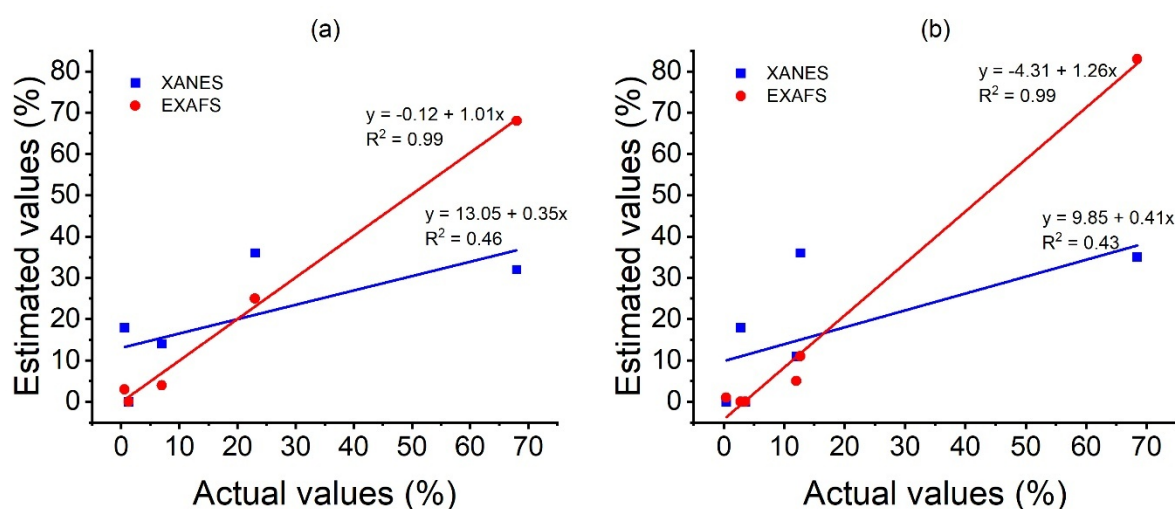 (a)
Estimated values (%)
80
70
60
50
40
30
20
10
0
XANES
EXAFS
y = -0.12 + 1.01x
R² = 0.99
y = 13.05 + 0.35x
R² = 0.46
0 10 20 30 40 50 60 70
Actual values (%)
(b)
Estimated values (%)
80
70
60
50
40
30
20
10
0
XANES
EXAFS
y = -4.31 + 1.26x
R² = 0.99
y = 9.85 + 0.41x
R² = 0.43
0 10 20 30 40 50 60 70
Actual values (%)